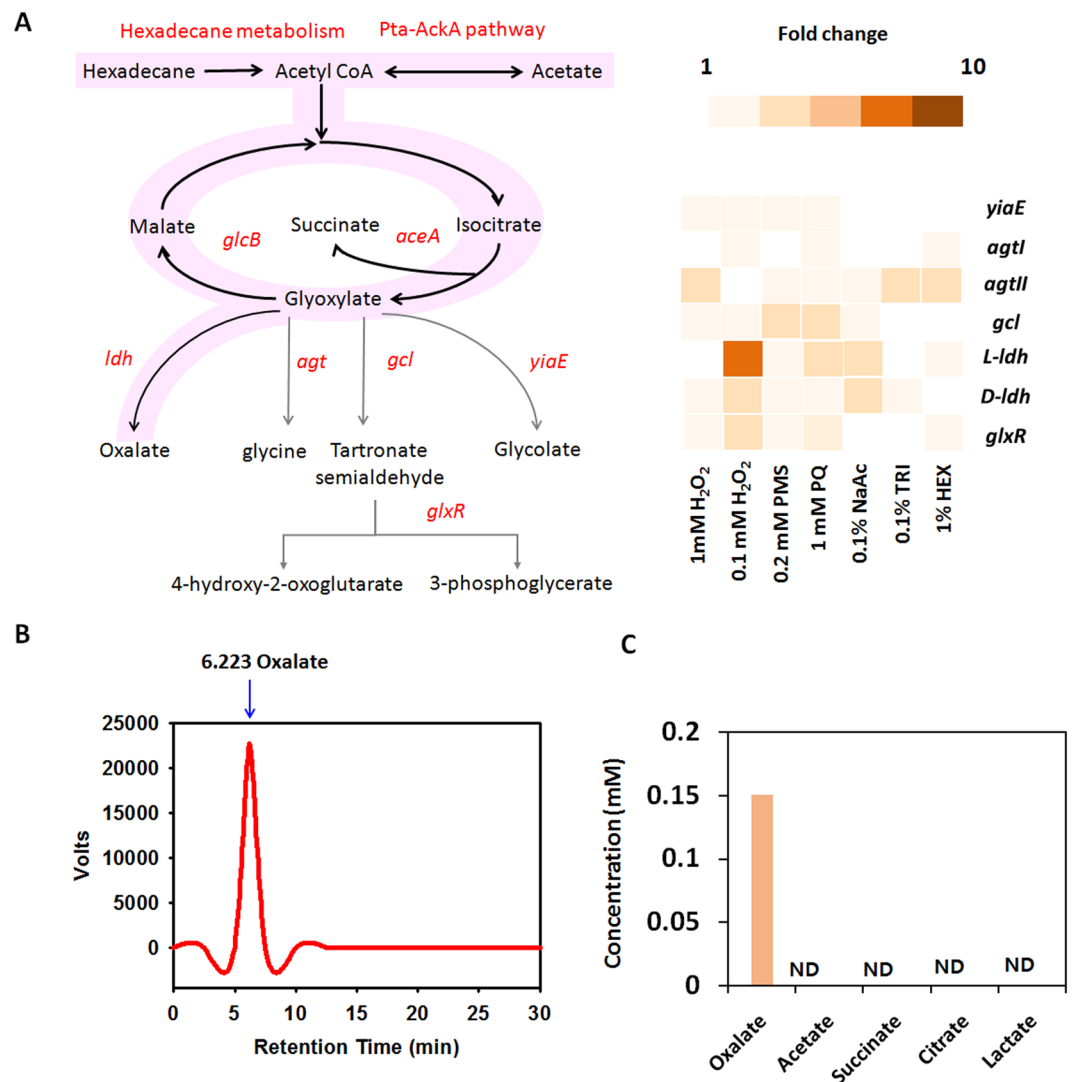 A
Hexadecane metabolism
Pta-AckA pathway
Hexadecane
Acetyl CoA
Acetate
Malate
glcB
Succinate
aceA
Isocitrate
Glyoxylate
ldh
agt
gcl
yiaE
Oxalate
glycine
Tartronate
semialdehyde
Glycolate
glxR
4-hydroxy-2-oxoglutarate
3-phosphoglycerate
Fold change
1
10
yiaE
agtI
agtII
gcl
L-ldh
D-ldh
glxR
1mM H₂O₂
0.1 mM H₂O₂
0.2 mM PMS
1 mM PQ
0.1% NaAc
0.1% TRI
1% HEX
B
6.223 Oxalate
Volts
25000
20000
15000
10000
5000
0
0
5
10
15
20
25
30
Retention Time (min)
C
Concentration (mM)
0.2
0.15
0.1
0.05
0
ND
ND
ND
ND
Oxalate
Acetate
Succinate
Citrate
Lactate